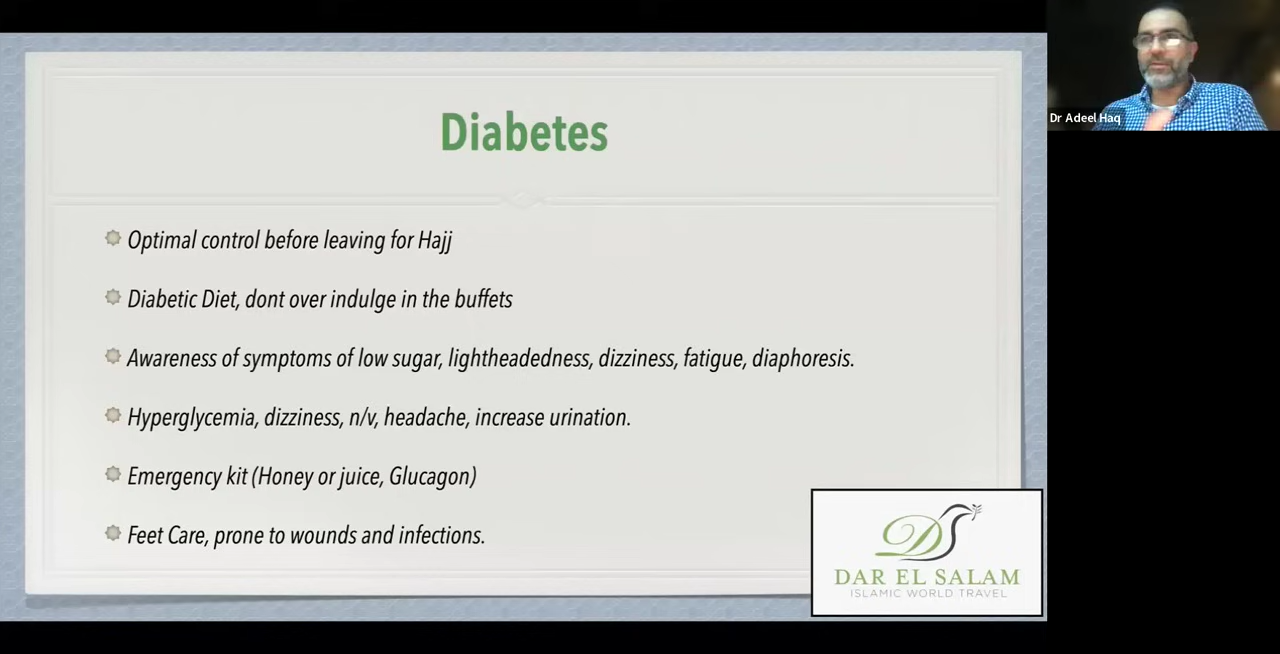 Diabetes
Optimal control before leaving for Hajj
Diabetic Diet, dont over indulge in the buffets
Awareness of symptoms of low sugar, lightheadedness, dizziness, fatigue, diaphoresis.
Hyperglycemia, dizziness, n/v, headache, increase urination.
Emergency kit (Honey or juice, Glucagon)
Feet Care, prone to wounds and infections.
DS
DAR EL SALAM
ISLAMIC WORLD TRAVEL
Dr Adeel Haq